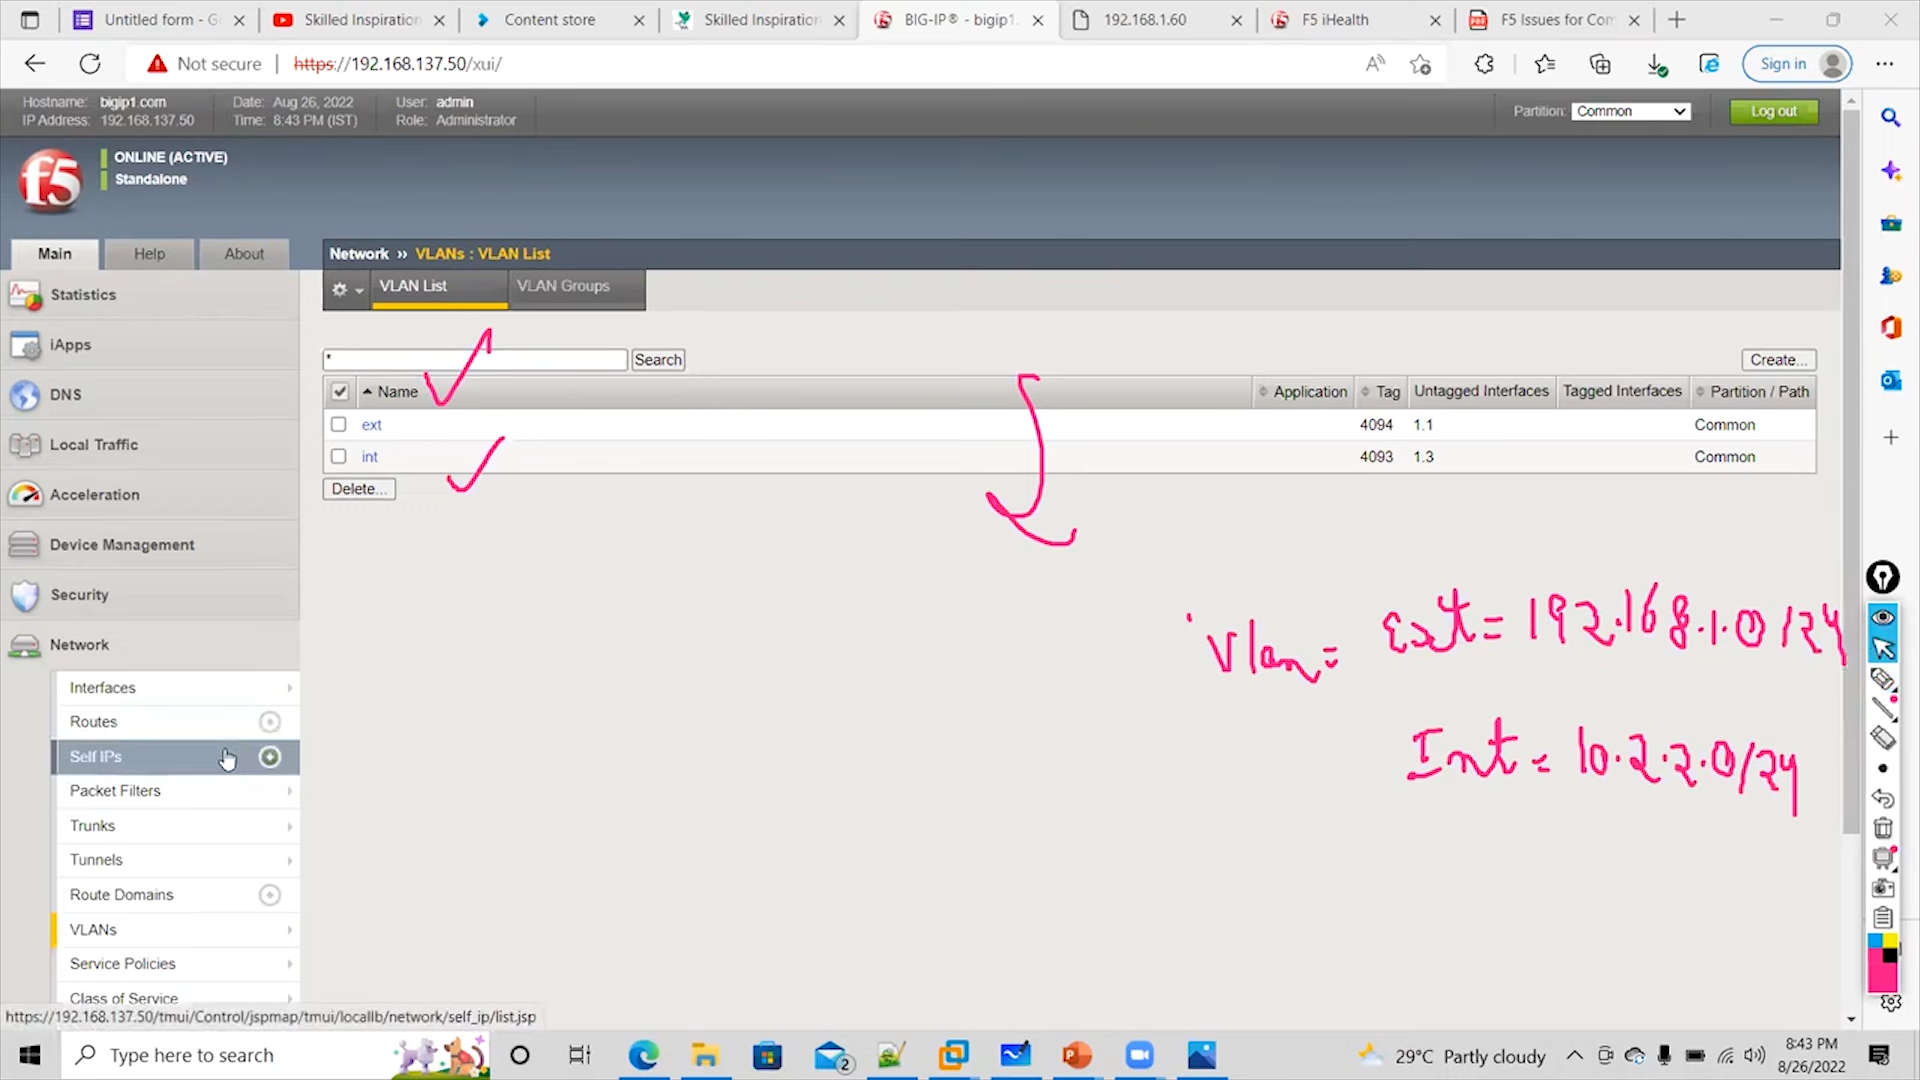 Untitled form - G
Skilled Inspiration
Content store
Skilled Inspiration
BIG-IP® - bigip1.
192.168.1.60
F5 iHealth
F5 Issues for Com
Not secure
https://192.168.137.50/xui/
Sign in
Hostname: bigip1.com
IP Address: 192.168.137.50
Date: Aug 26, 2022
Time: 8:43 PM (IST)
User: admin
Role: Administrator
Partition: Common
Log out
f5
ONLINE (ACTIVE)
Standalone
Main
Help
About
Network ›› VLANs : VLAN List
VLAN List
VLAN Groups
Statistics
iApps
DNS
Local Traffic
Acceleration
Device Management
Security
Network
Interfaces
Routes
Self IPs
Packet Filters
Trunks
Tunnels
Route Domains
VLANs
Service Policies
Class of Service
*
Search
Create...
Name Application Tag Untagged Interfaces Tagged Interfaces Partition / Path
ext 4094 1.1 Common
int 4093 1.3 Common
Delete...
Vlan = Ext = 192.168.1.0/24
Int = 10.2.2.0/24
https://192.168.137.50/tmui/Control/jspmap/tmui/locallb/network/self_ip/list.jsp
Type here to search
2
29°C Partly cloudy
8:43 PM
8/26/2022